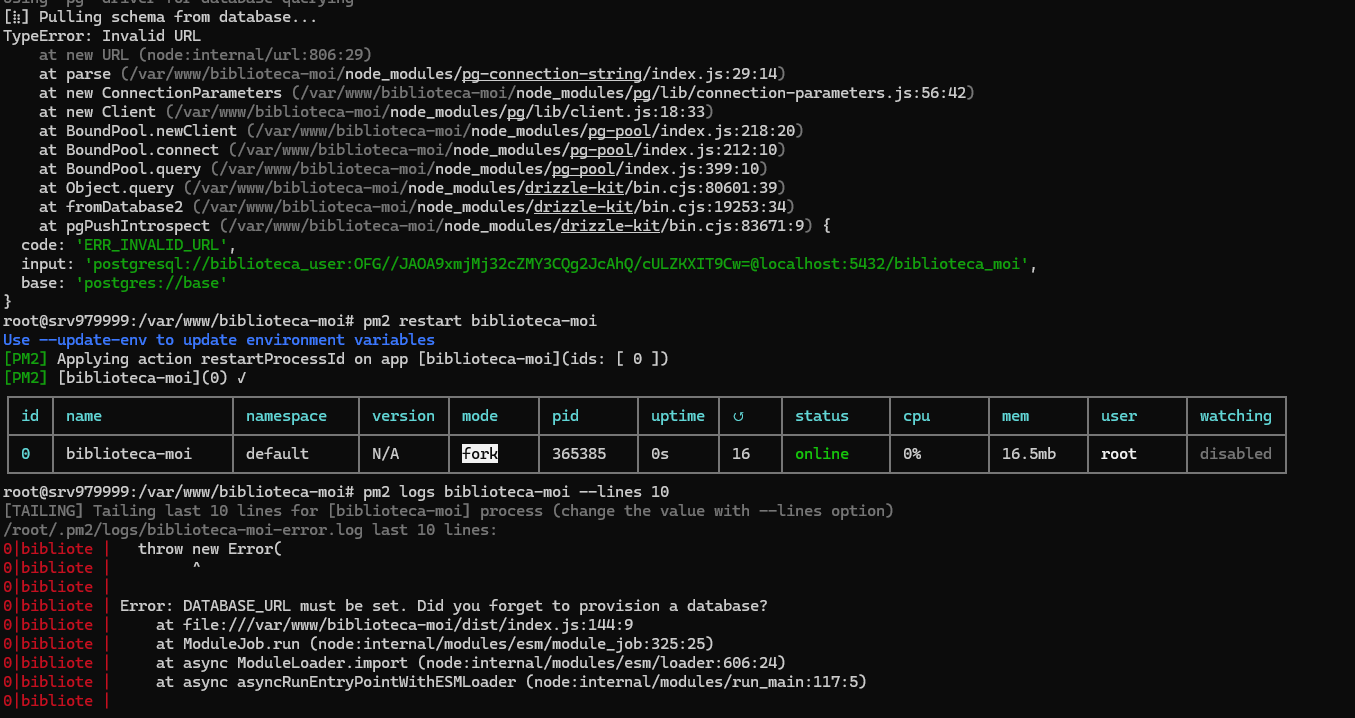 using 'pg' driver for database querying
[⣷] Pulling schema from database...
TypeError: Invalid URL
    at new URL (node:internal/url:806:29)
    at parse (/var/www/biblioteca-moi/node_modules/pg-connection-string/index.js:29:14)
    at new ConnectionParameters (/var/www/biblioteca-moi/node_modules/pg/lib/connection-parameters.js:56:42)
    at new Client (/var/www/biblioteca-moi/node_modules/pg/lib/client.js:18:33)
    at BoundPool.newClient (/var/www/biblioteca-moi/node_modules/pg-pool/index.js:218:20)
    at BoundPool.connect (/var/www/biblioteca-moi/node_modules/pg-pool/index.js:212:10)
    at BoundPool.query (/var/www/biblioteca-moi/node_modules/pg-pool/index.js:399:10)
    at Object.query (/var/www/biblioteca-moi/node_modules/drizzle-kit/bin.cjs:80601:39)
    at fromDatabase2 (/var/www/biblioteca-moi/node_modules/drizzle-kit/bin.cjs:19253:34)
    at pgPushIntrospect (/var/www/biblioteca-moi/node_modules/drizzle-kit/bin.cjs:83671:9) {
  code: 'ERR_INVALID_URL',
  input: 'postgresql://biblioteca_user:OFG//JAOA9xmjMj32cZMY3CQg2JcAhQ/cULZKXIT9Cw=@localhost:5432/biblioteca_moi',
  base: 'postgres://base'
}
root@srv979999:/var/www/biblioteca-moi# pm2 restart biblioteca-moi
Use --update-env to update environment variables
[PM2] Applying action restartProcessId on app [biblioteca-moi](ids: [ 0 ])
[PM2] [biblioteca-moi](0) ✓
id name namespace version mode pid uptime ↺ status cpu mem user watching
0 biblioteca-moi default N/A fork 365385 0s 16 online 0% 16.5mb root disabled
root@srv979999:/var/www/biblioteca-moi# pm2 logs biblioteca-moi --lines 10
[TAILING] Tailing last 10 lines for [biblioteca-moi] process (change the value with --lines option)
/root/.pm2/logs/biblioteca-moi-error.log last 10 lines:
0|bibliote |   throw new Error(
0|bibliote |         ^
0|bibliote |
0|bibliote | Error: DATABASE_URL must be set. Did you forget to provision a database?
0|bibliote |     at file:///var/www/biblioteca-moi/dist/index.js:144:9
0|bibliote |     at ModuleJob.run (node:internal/modules/esm/module_job:325:25)
0|bibliote |     at async ModuleLoader.import (node:internal/modules/esm/loader:606:24)
0|bibliote |     at async asyncRunEntryPointWithESMLoader (node:internal/modules/run_main:117:5)
0|bibliote |